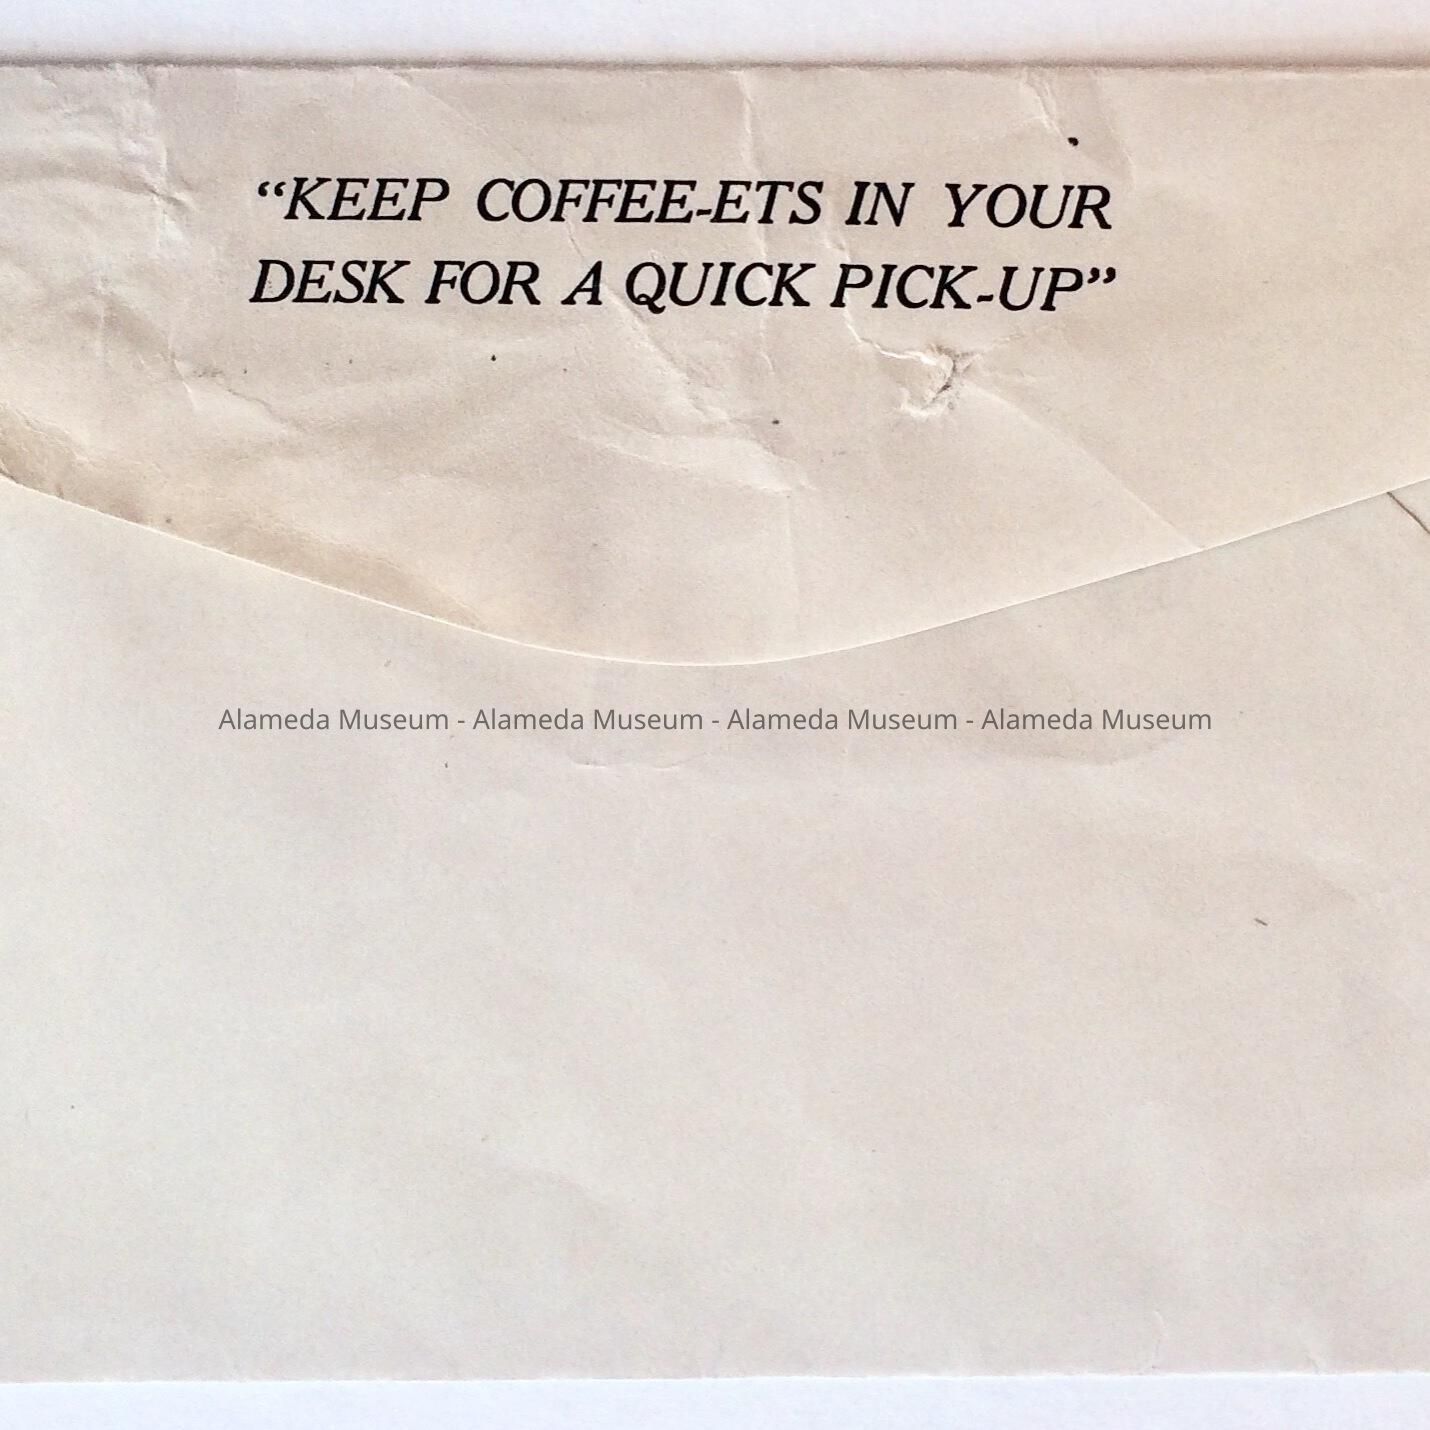 “KEEP COFFEE-ETS IN YOUR
DESK FOR A QUICK PICK-UP”
Alameda Museum - Alameda Museum - Alameda Museum - Alameda Museum